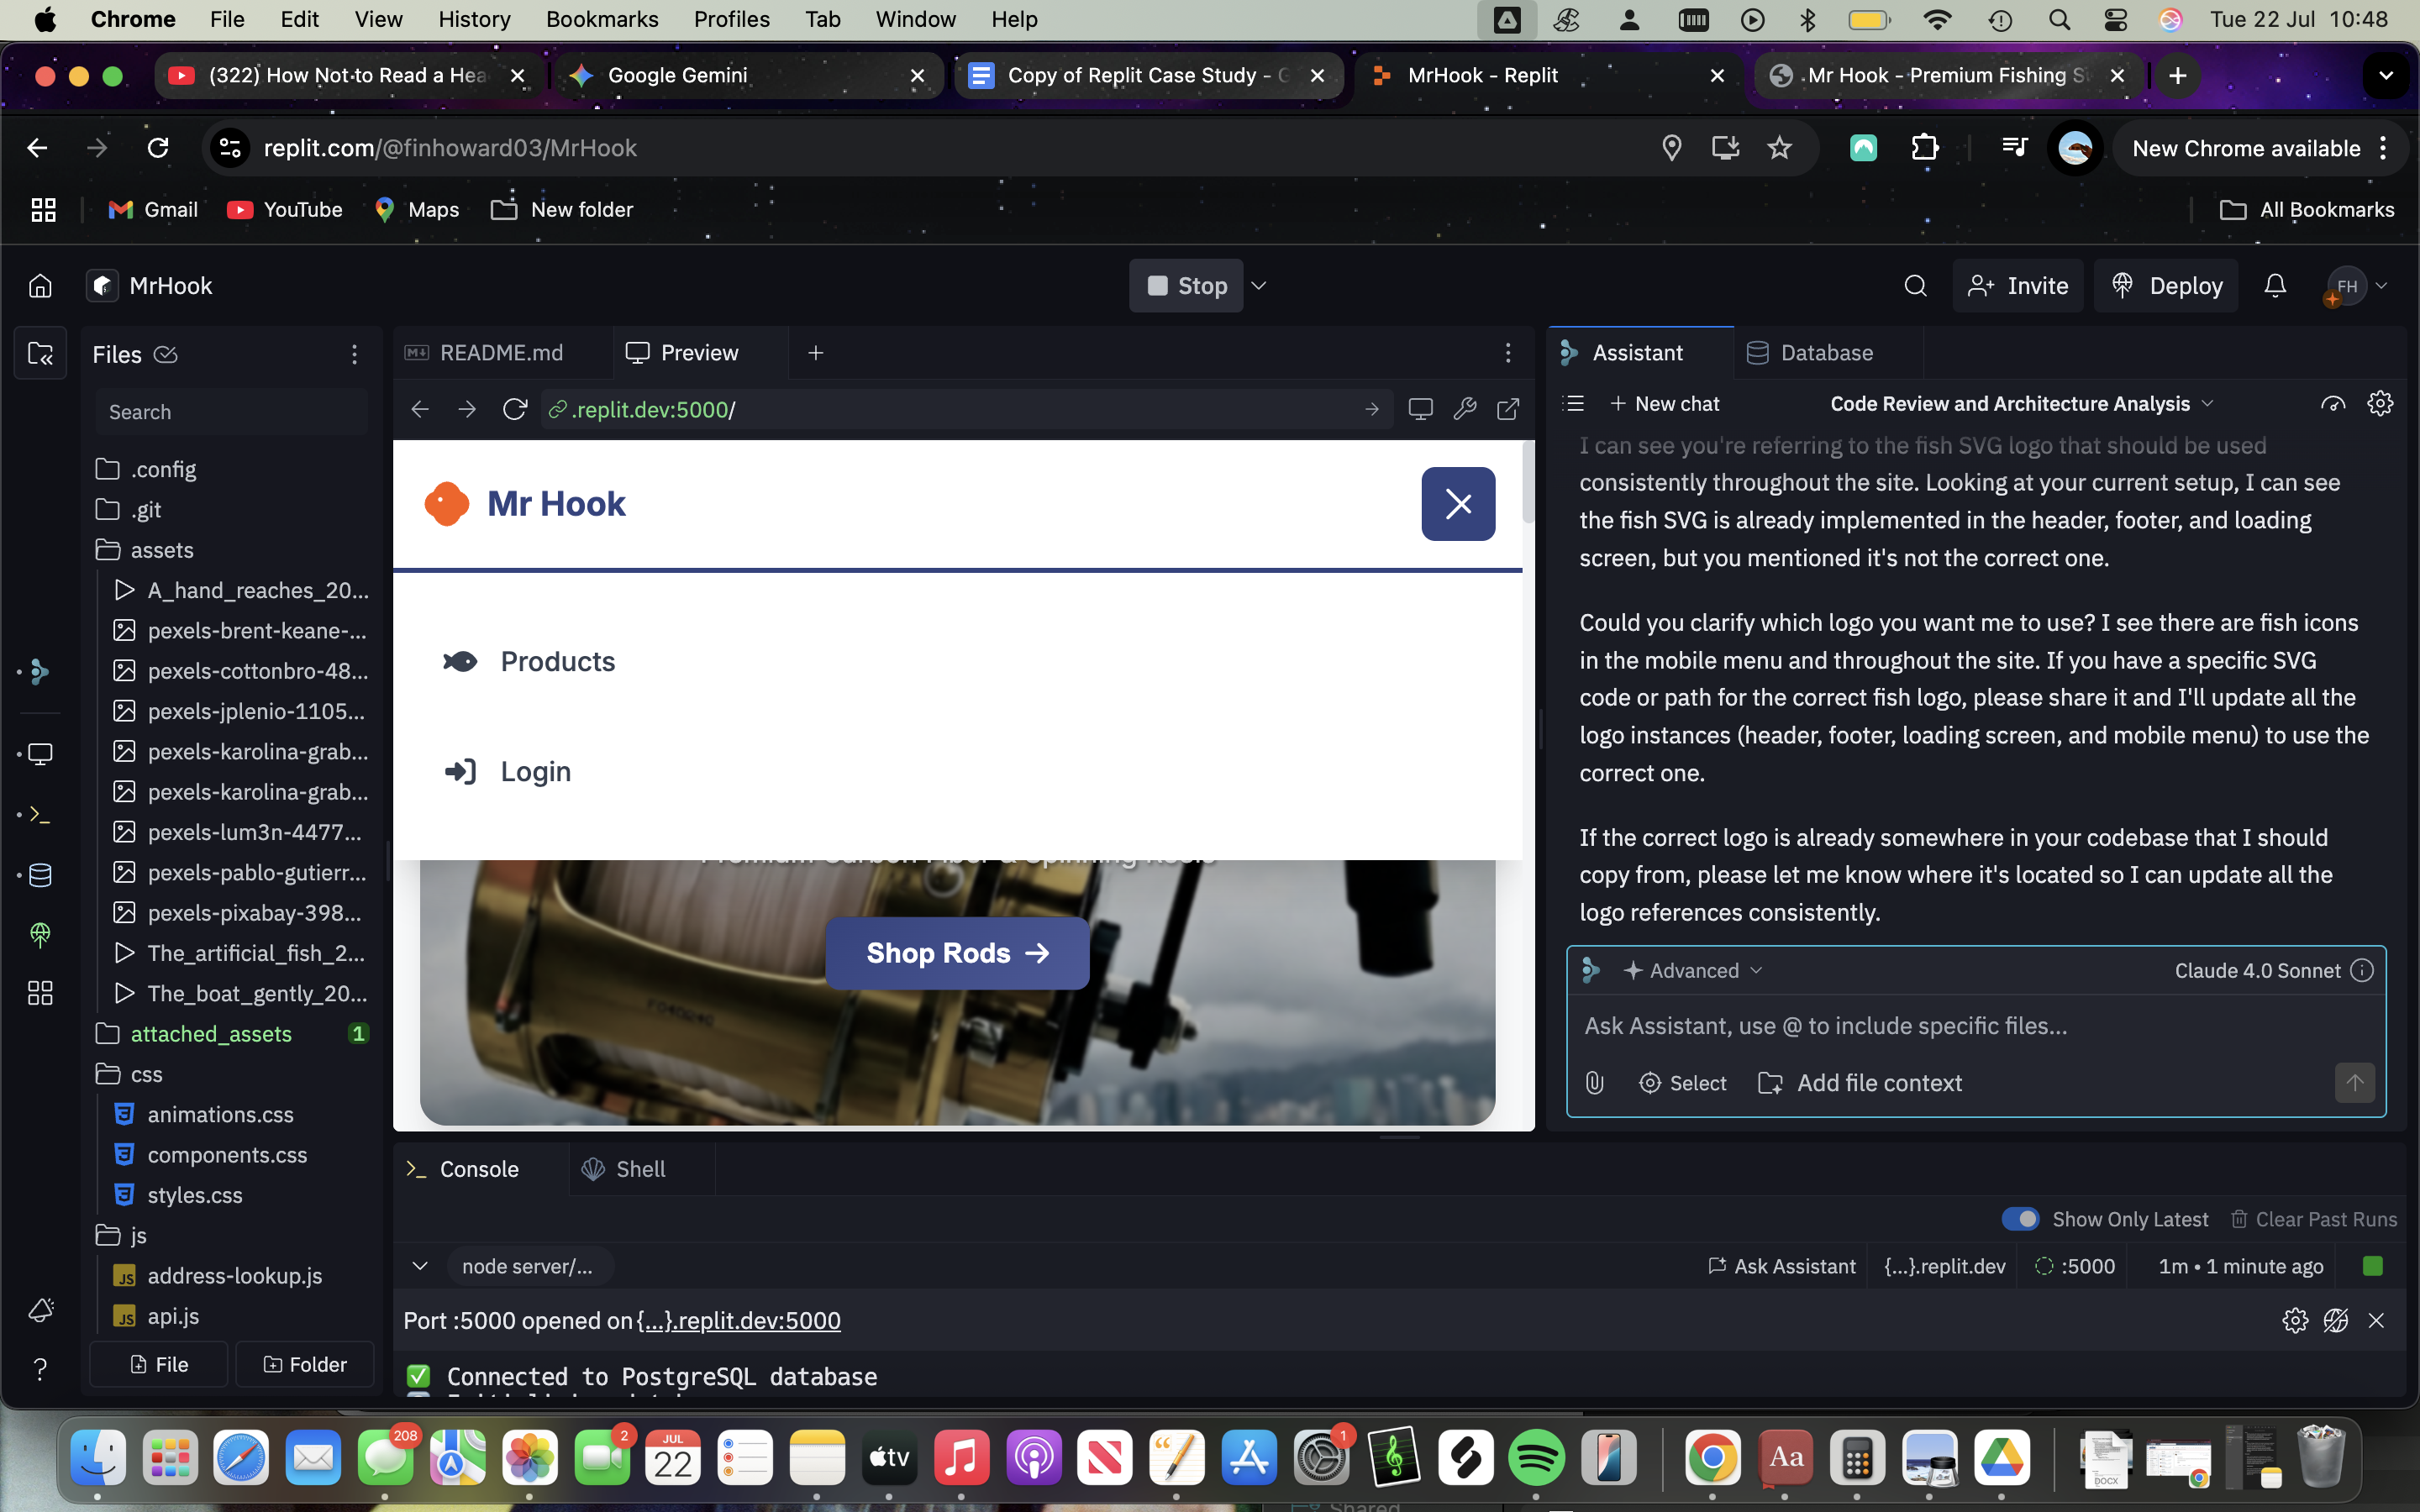 Chrome File Edit View History Bookmarks Profiles Tab Window Help Tue 22 Jul 10:48
(322) How Not to Read a Hea
Google Gemini
Copy of Replit Case Study - G
MrHook - Replit
Mr Hook - Premium Fishing S
replit.com/@finhoward03/MrHook
New Chrome available
Gmail YouTube Maps New folder All Bookmarks
MrHook Stop Invite Deploy FH
Files
Search
.config
.git
assets
A_hand_reaches_20...
pexels-brent-keane-...
pexels-cottonbro-48...
pexels-jplenio-1105...
pexels-karolina-grab...
pexels-karolina-grab...
pexels-lum3n-4477...
pexels-pablo-gutierr...
pexels-pixabay-398...
The_artificial_fish_2...
The_boat_gently_20...
attached_assets 1
css
animations.css
components.css
styles.css
js
JS address-lookup.js
JS api.js
File Folder
README.md Preview
.replit.dev:5000/
Mr Hook
Products
Login
Shop Rods →
Assistant Database
New chat Code Review and Architecture Analysis
I can see you're referring to the fish SVG logo that should be used
consistently throughout the site. Looking at your current setup, I can see
the fish SVG is already implemented in the header, footer, and loading
screen, but you mentioned it's not the correct one.
Could you clarify which logo you want me to use? I see there are fish icons
in the mobile menu and throughout the site. If you have a specific SVG
code or path for the correct fish logo, please share it and I'll update all the
logo instances (header, footer, loading screen, and mobile menu) to use the
correct one.
If the correct logo is already somewhere in your codebase that I should
copy from, please let me know where it's located so I can update all the
logo references consistently.
Advanced Claude 4.0 Sonnet
Ask Assistant, use @ to include specific files...
Select Add file context
Console Shell
Show Only Latest Clear Past Runs
node server/... Ask Assistant {...}.replit.dev :5000 1m • 1 minute ago
Port :5000 opened on {...}.replit.dev:5000
✅ Connected to PostgreSQL database
208
2
JUL
22
tv
1
Aa
DOCX
Shared